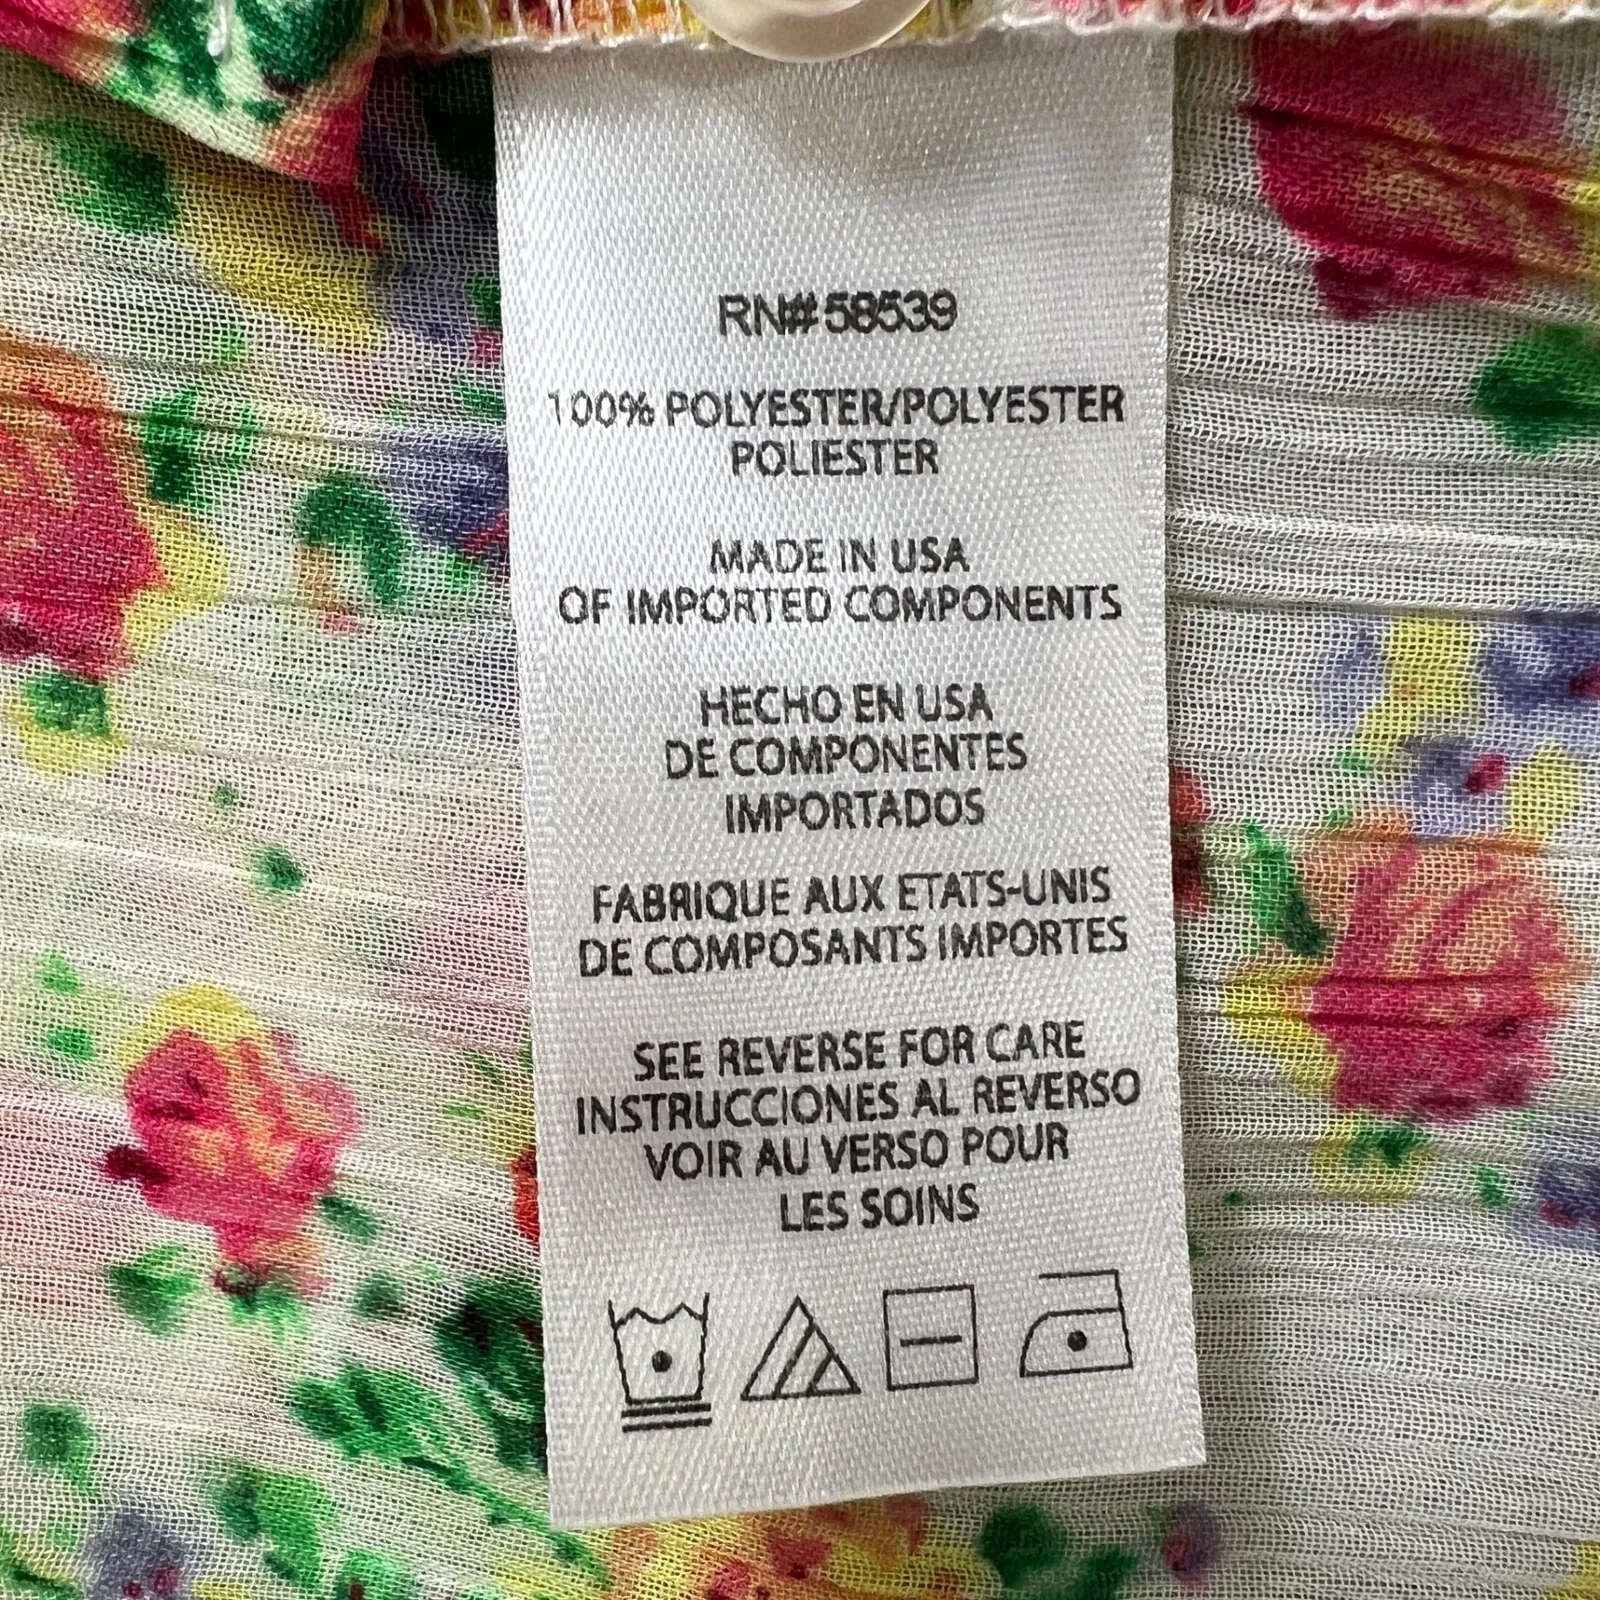 RN#58539
100% POLYESTER/POLYESTER
POLIESTER
MADE IN USA
OF IMPORTED COMPONENTS
HECHO EN USA
DE COMPONENTES
IMPORTADOS
FABRIQUE AUX ETATS-UNIS
DE COMPOSANTS IMPORTES
SEE REVERSE FOR CARE
INSTRUCCIONES AL REVERSO
VOIR AU VERSO POUR
LES SOINS